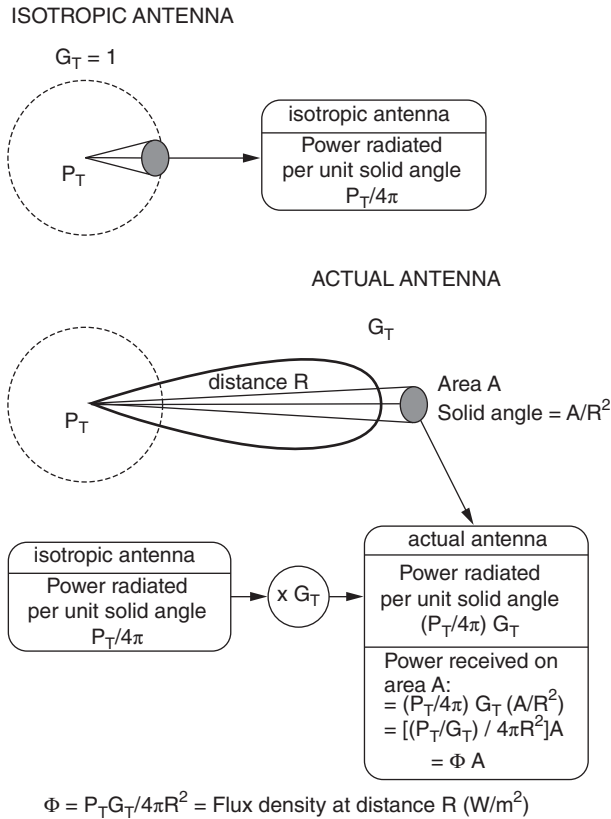 ISOTROPIC ANTENNA
G_T = 1
P_T
isotropic antenna
Power radiated
per unit solid angle
P_T/4π
ACTUAL ANTENNA
G_T
distance R
P_T
Area A
Solid angle = A/R²
isotropic antenna
Power radiated
per unit solid angle
P_T/4π
x G_T
actual antenna
Power radiated
per unit solid angle
(P_T/4π) G_T
Power received on
area A:
= (P_T/4π) G_T (A/R²)
= [(P_T/G_T) / 4πR²]A
= Φ A
Φ = P_TG_T/4πR² = Flux density at distance R (W/m²)